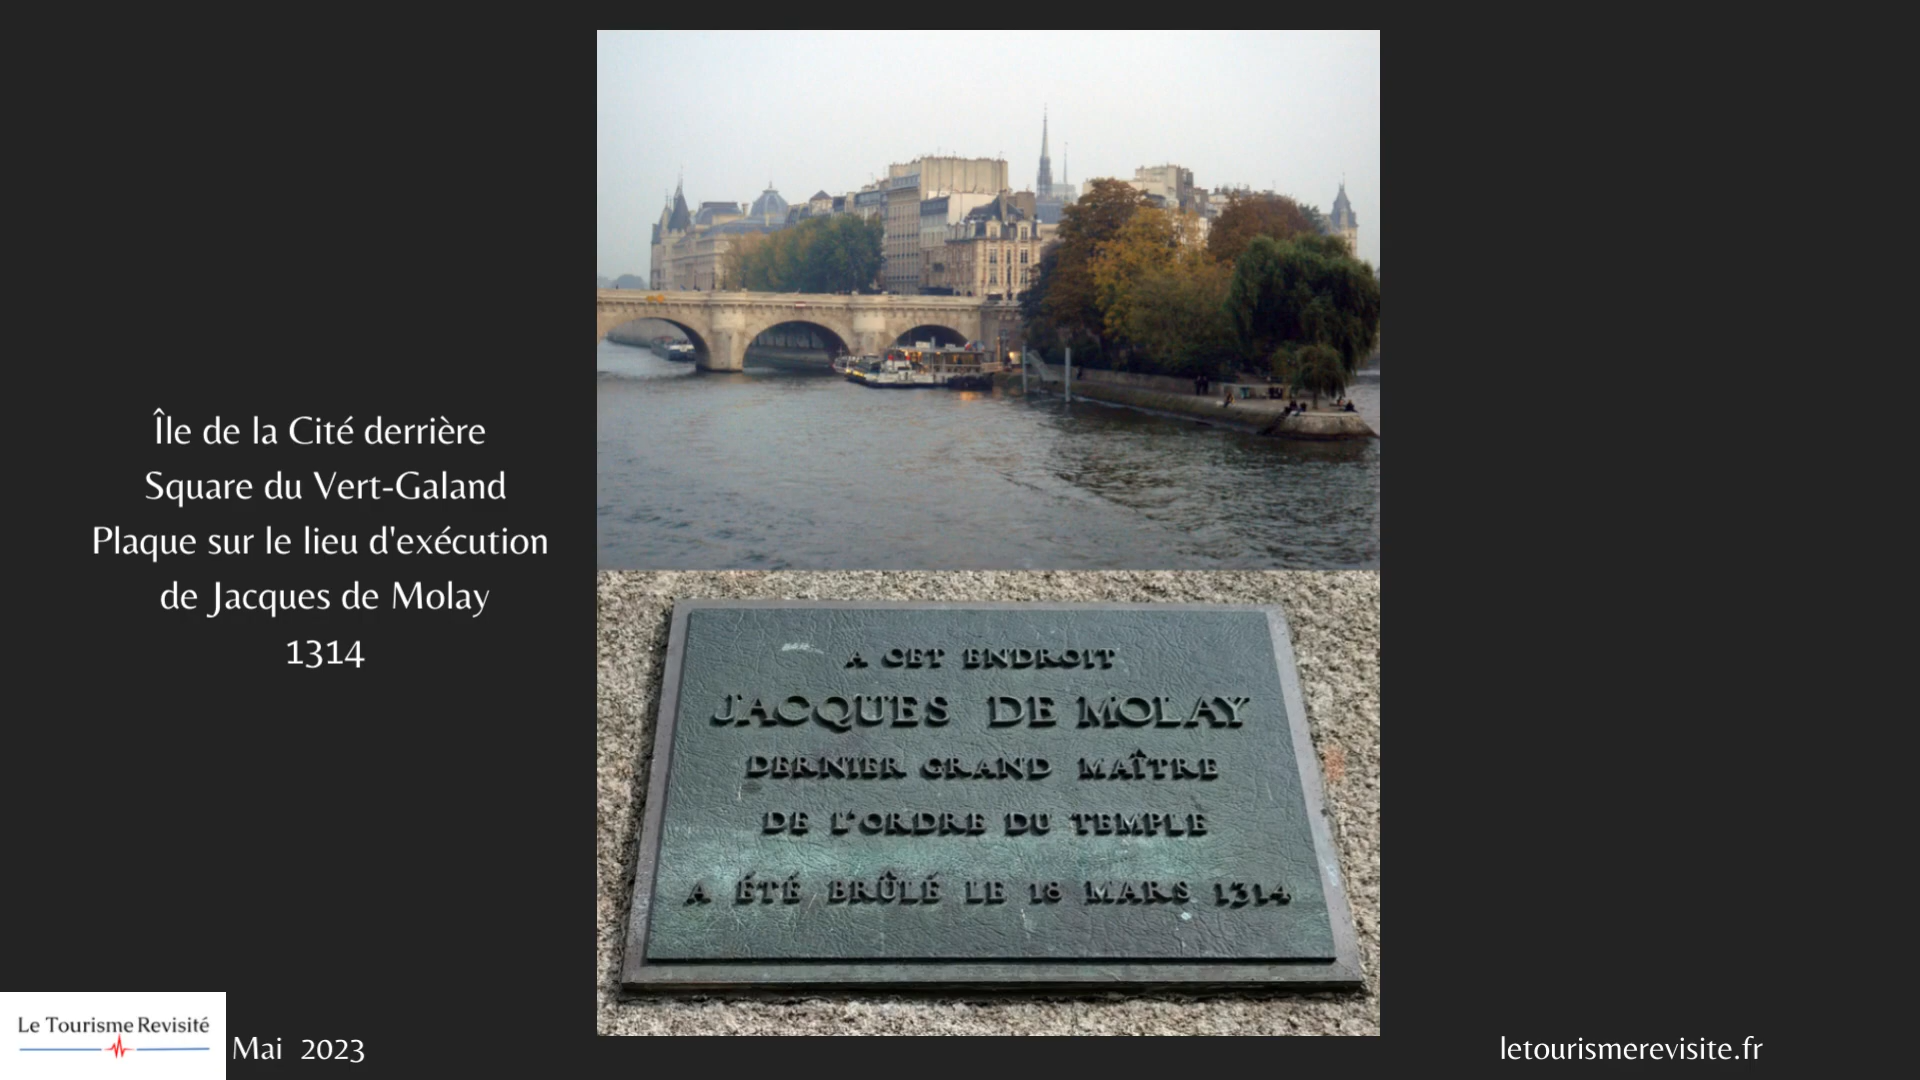 Île de la Cité derrière
Square du Vert-Galand
Plaque sur le lieu d'exécution
de Jacques de Molay
1314
A CET ENDROIT
JACQUES DE MOLAY
DERNIER GRAND MAÎTRE
DE L'ORDRE DU TEMPLE
A ÉTÉ BRÛLÉ LE 18 MARS 1314
Le Tourisme Revisité
Mai 2023
letourismerevisite.fr